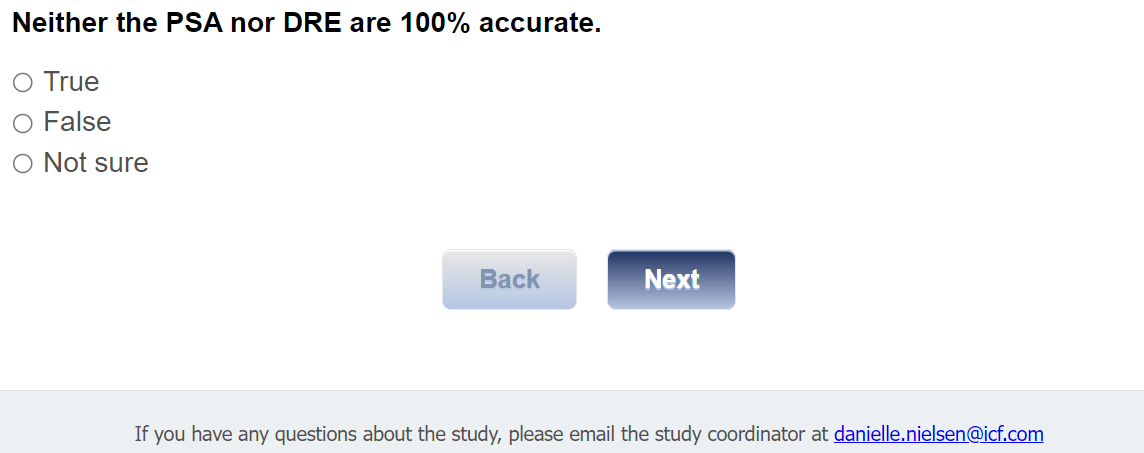 Neither the PSA nor DRE are 100% accurate.
True
False
Not sure
Back
Next
If you have any questions about the study, please email the study coordinator at danielle.nielsen@icf.com